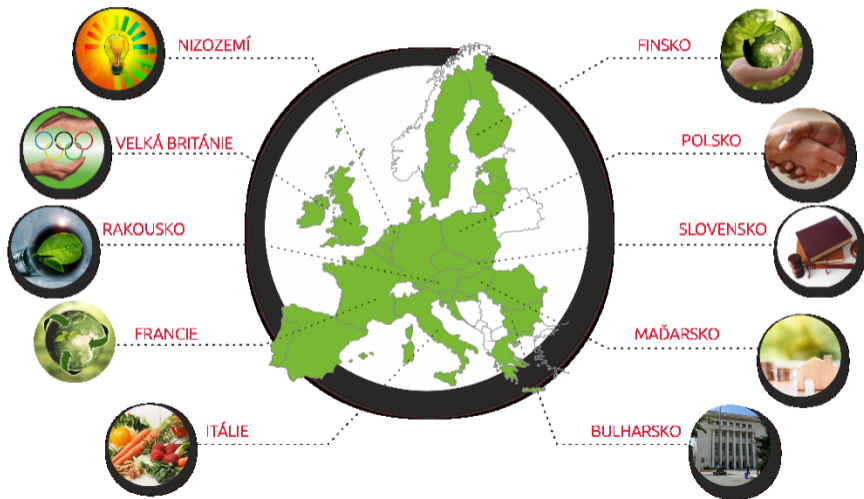 NIZOZEMÍ
FINSKO
VELKÁ BRITÁNIE
POLSKO
RAKOUSKO
SLOVENSKO
FRANCIE
MAĎARSKO
ITÁLIE
BULHARSKO